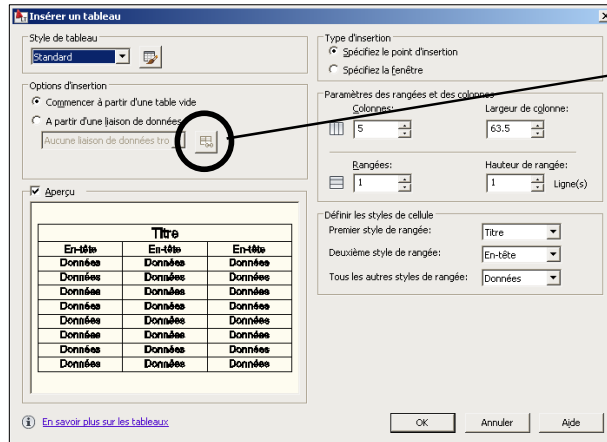 Insérer un tableau
Style de tableau
Standard
Options d'insertion
Commencer à partir d'une table vide
A partir d'une liaison de données
Aucune liaison de données tro
Aperçu
Titre
En-tête En-tête En-tête
Données Données Données
Données Données Données
Données Données Données
Données Données Données
Données Données Données
Données Données Données
Données Données Données
Données Données Données
En savoir plus sur les tableaux
Type d'insertion
Spécifiez le point d'insertion
Spécifiez la fenêtre
Paramètres des rangées et des colonnes
Colonnes: Largeur de colonne:
5 63.5
Rangées: Hauteur de rangée:
1 1 Ligne(s)
Définir les styles de cellule
Premier style de rangée: Titre
Deuxième style de rangée: En-tête
Tous les autres styles de rangée: Données
OK Annuler Aide